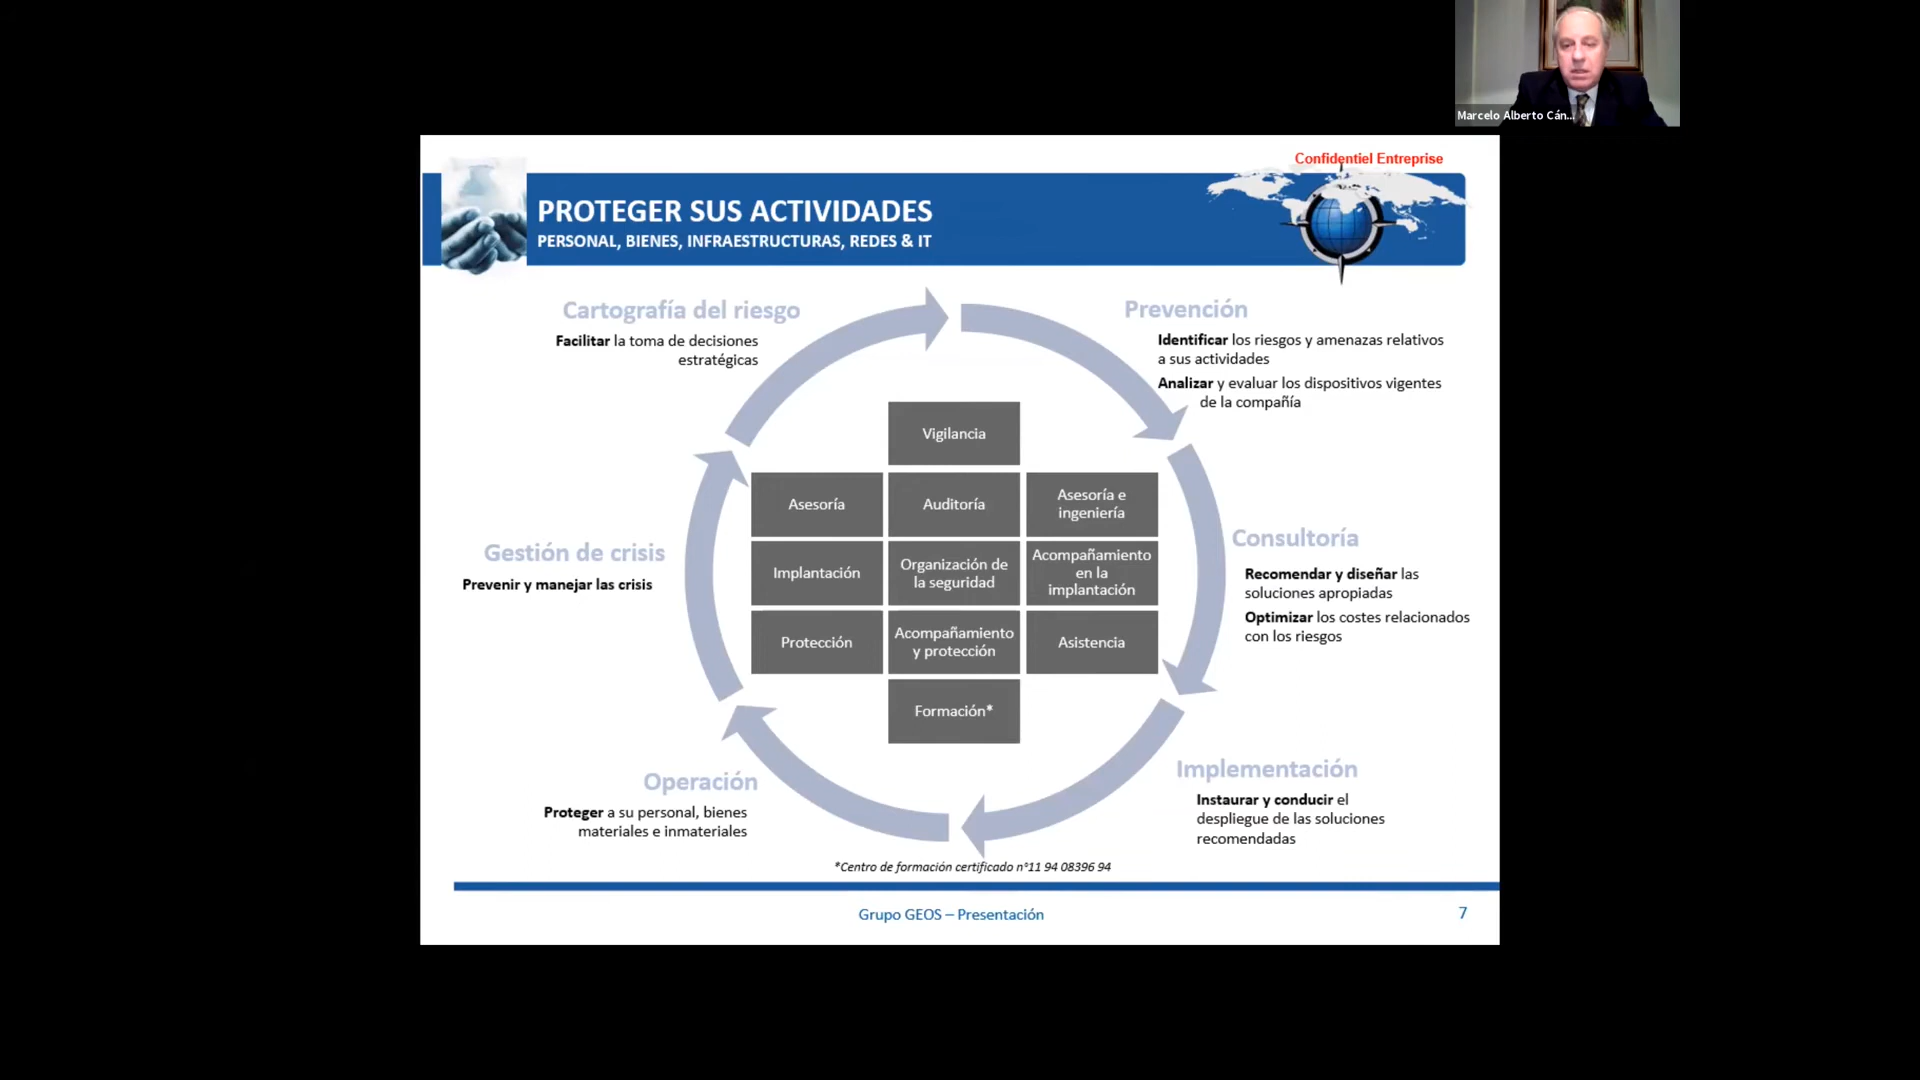 Marcelo Alberto Cán...
Confidentiel Entreprise
PROTEGER SUS ACTIVIDADES
PERSONAL, BIENES, INFRAESTRUCTURAS, REDES & IT
Cartografía del riesgo
Facilitar la toma de decisiones
estratégicas
Prevención
Identificar los riesgos y amenazas relativos
a sus actividades
Analizar y evaluar los dispositivos vigentes
de la compañía
Vigilancia
Asesoría
Auditoría
Asesoría e
ingeniería
Implantación
Organización de
la seguridad
Acompañamiento
en la
implantación
Protección
Acompañamiento
y protección
Asistencia
Formación*
Consultoría
Recomendar y diseñar las
soluciones apropiadas
Optimizar los costes relacionados
con los riesgos
Gestión de crisis
Prevenir y manejar las crisis
Implementación
Instaurar y conducir el
despliegue de las soluciones
recomendadas
Operación
Proteger a su personal, bienes
materiales e inmateriales
*Centro de formación certificado n°11 94 08396 94
Grupo GEOS – Presentación
7